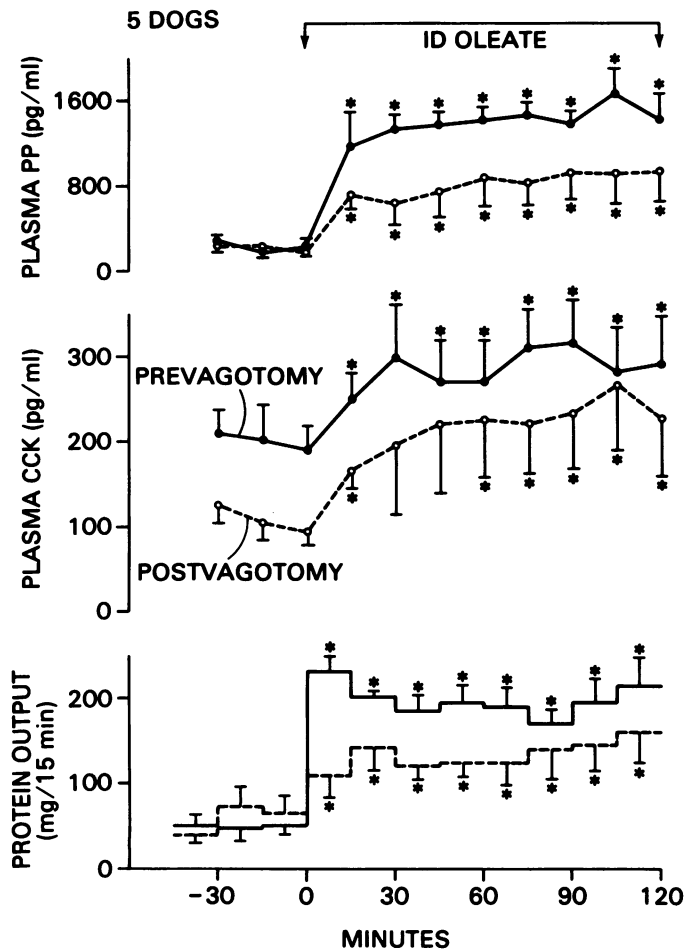 5 DOGS
ID OLEATE
PLASMA PP (pg/ml)
1600
800
0
* * * * * * * *
* * * * * * * *
PLASMA CCK (pg/ml)
300
200
100
0
PREVAGOTOMY
POSTVAGOTOMY
* * * * * * * *
* * * * * *
PROTEIN OUTPUT
(mg/15 min)
200
100
0
* * * * * * * *
* * * * * * * *
-30 0 30 60 90 120
MINUTES